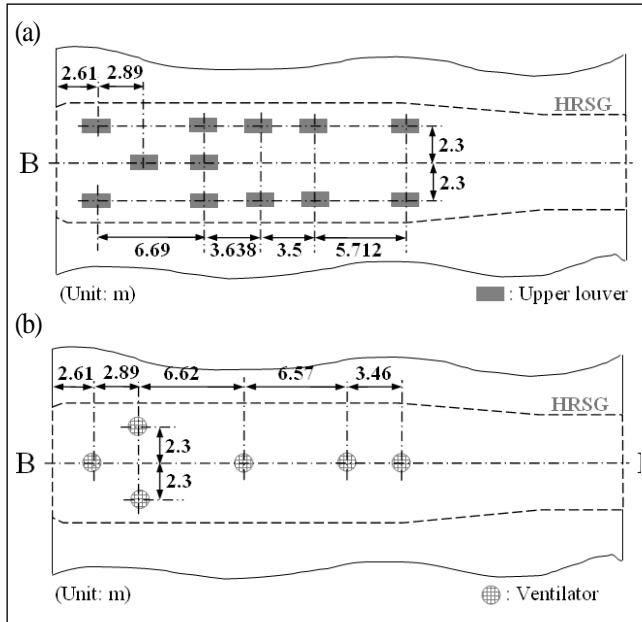 (a)
2.61 2.89
HRSG
B
2.3
2.3
6.69 3.638 3.5 5.712
(Unit: m)
: Upper louver
(b)
2.61 2.89 6.62 6.57 3.46
HRSG
2.3
B
2.3
(Unit: m)
: Ventilator